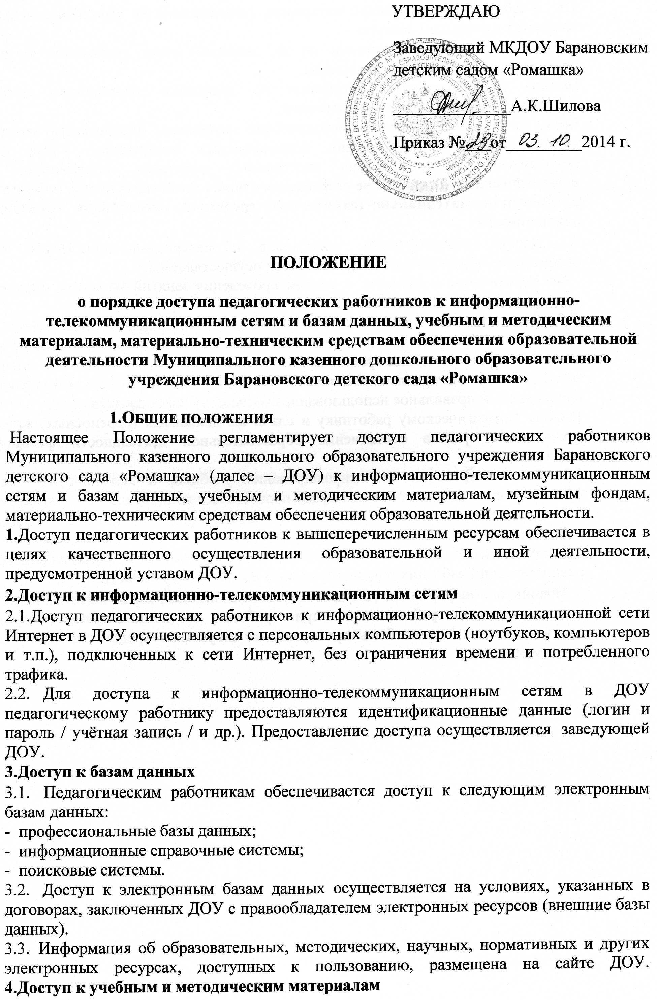 УТВЕРЖДАЮ
Заведующий МКДОУ Барановским
детским садом «Ромашка»
А.К.Шилова
Приказ №29от 03. 10. 2014 г.
ПОЛОЖЕНИЕ
о порядке доступа педагогических работников к информационно-
телекоммуникационным сетям и базам данных, учебным и методическим
материалам, материально-техническим средствам обеспечения образовательной
деятельности Муниципального казенного дошкольного образовательного
учреждения Барановского детского сада «Ромашка»
1.ОБЩИЕ ПОЛОЖЕНИЯ
Настоящее Положение регламентирует доступ педагогических работников
Муниципального казенного дошкольного образовательного учреждения Барановского
детского сада «Ромашка» (далее – ДОУ) к информационно-телекоммуникационным
сетям и базам данных, учебным и методическим материалам, музейным фондам,
материально-техническим средствам обеспечения образовательной деятельности.
1.Доступ педагогических работников к вышеперечисленным ресурсам обеспечивается в
целях качественного осуществления образовательной и иной деятельности,
предусмотренной уставом ДОУ.
2.Доступ к информационно-телекоммуникационным сетям
2.1.Доступ педагогических работников к информационно-телекоммуникационной сети
Интернет в ДОУ осуществляется с персональных компьютеров (ноутбуков, компьютеров
и т.п.), подключенных к сети Интернет, без ограничения времени и потребленного
трафика.
2.2. Для доступа к информационно-телекоммуникационным сетям в ДОУ
педагогическому работнику предоставляются идентификационные данные (логин и
пароль / учётная запись / и др.). Предоставление доступа осуществляется заведующей
ДОУ.
3.Доступ к базам данных
3.1. Педагогическим работникам обеспечивается доступ к следующим электронным
базам данных:
- профессиональные базы данных;
- информационные справочные системы;
- поисковые системы.
3.2. Доступ к электронным базам данных осуществляется на условиях, указанных в
договорах, заключенных ДОУ с правообладателем электронных ресурсов (внешние базы
данных).
3.3. Информация об образовательных, методических, научных, нормативных и других
электронных ресурсах, доступных к пользованию, размещена на сайте ДОУ.
4.Доступ к учебным и методическим материалам